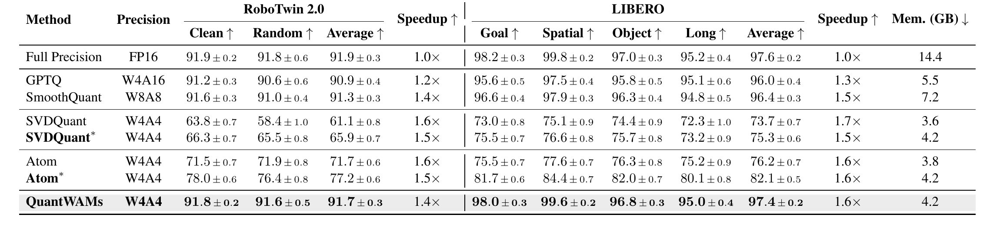 Method Precision RoboTwin 2.0 Speedup ↑ LIBERO Speedup ↑ Mem. (GB) ↓
Clean ↑ Random ↑ Average ↑ Goal ↑ Spatial ↑ Object ↑ Long ↑ Average ↑
Full Precision FP16 91.9 ± 0.2 91.8 ± 0.6 91.9 ± 0.3 1.0× 98.2 ± 0.3 99.8 ± 0.2 97.0 ± 0.3 95.2 ± 0.4 97.6 ± 0.2 1.0× 14.4
GPTQ W4A16 91.2 ± 0.3 90.6 ± 0.6 90.9 ± 0.4 1.2× 95.6 ± 0.5 97.5 ± 0.4 95.8 ± 0.5 95.1 ± 0.6 96.0 ± 0.4 1.3× 5.5
SmoothQuant W8A8 91.6 ± 0.3 91.0 ± 0.4 91.3 ± 0.3 1.4× 96.6 ± 0.4 97.9 ± 0.3 96.3 ± 0.4 94.8 ± 0.5 96.4 ± 0.3 1.5× 7.2
SVDQuant W4A4 63.8 ± 0.7 58.4 ± 1.0 61.1 ± 0.8 1.6× 73.0 ± 0.8 75.1 ± 0.9 74.4 ± 0.9 72.3 ± 1.0 73.7 ± 0.7 1.7× 3.6
SVDQuant* W4A4 66.3 ± 0.7 65.5 ± 0.8 65.9 ± 0.7 1.5× 75.5 ± 0.7 76.6 ± 0.8 75.7 ± 0.8 73.2 ± 0.9 75.3 ± 0.6 1.5× 4.2
Atom W4A4 71.5 ± 0.7 71.9 ± 0.8 71.7 ± 0.6 1.6× 75.5 ± 0.7 77.6 ± 0.7 76.3 ± 0.8 75.2 ± 0.9 76.2 ± 0.7 1.6× 3.8
Atom* W4A4 78.0 ± 0.6 76.4 ± 0.8 77.2 ± 0.6 1.5× 81.7 ± 0.6 84.4 ± 0.7 82.0 ± 0.7 80.1 ± 0.8 82.1 ± 0.5 1.6× 4.2
QuantWAMs W4A4 91.8 ± 0.2 91.6 ± 0.5 91.7 ± 0.3 1.4× 98.0 ± 0.3 99.6 ± 0.2 96.8 ± 0.3 95.0 ± 0.4 97.4 ± 0.2 1.6× 4.2